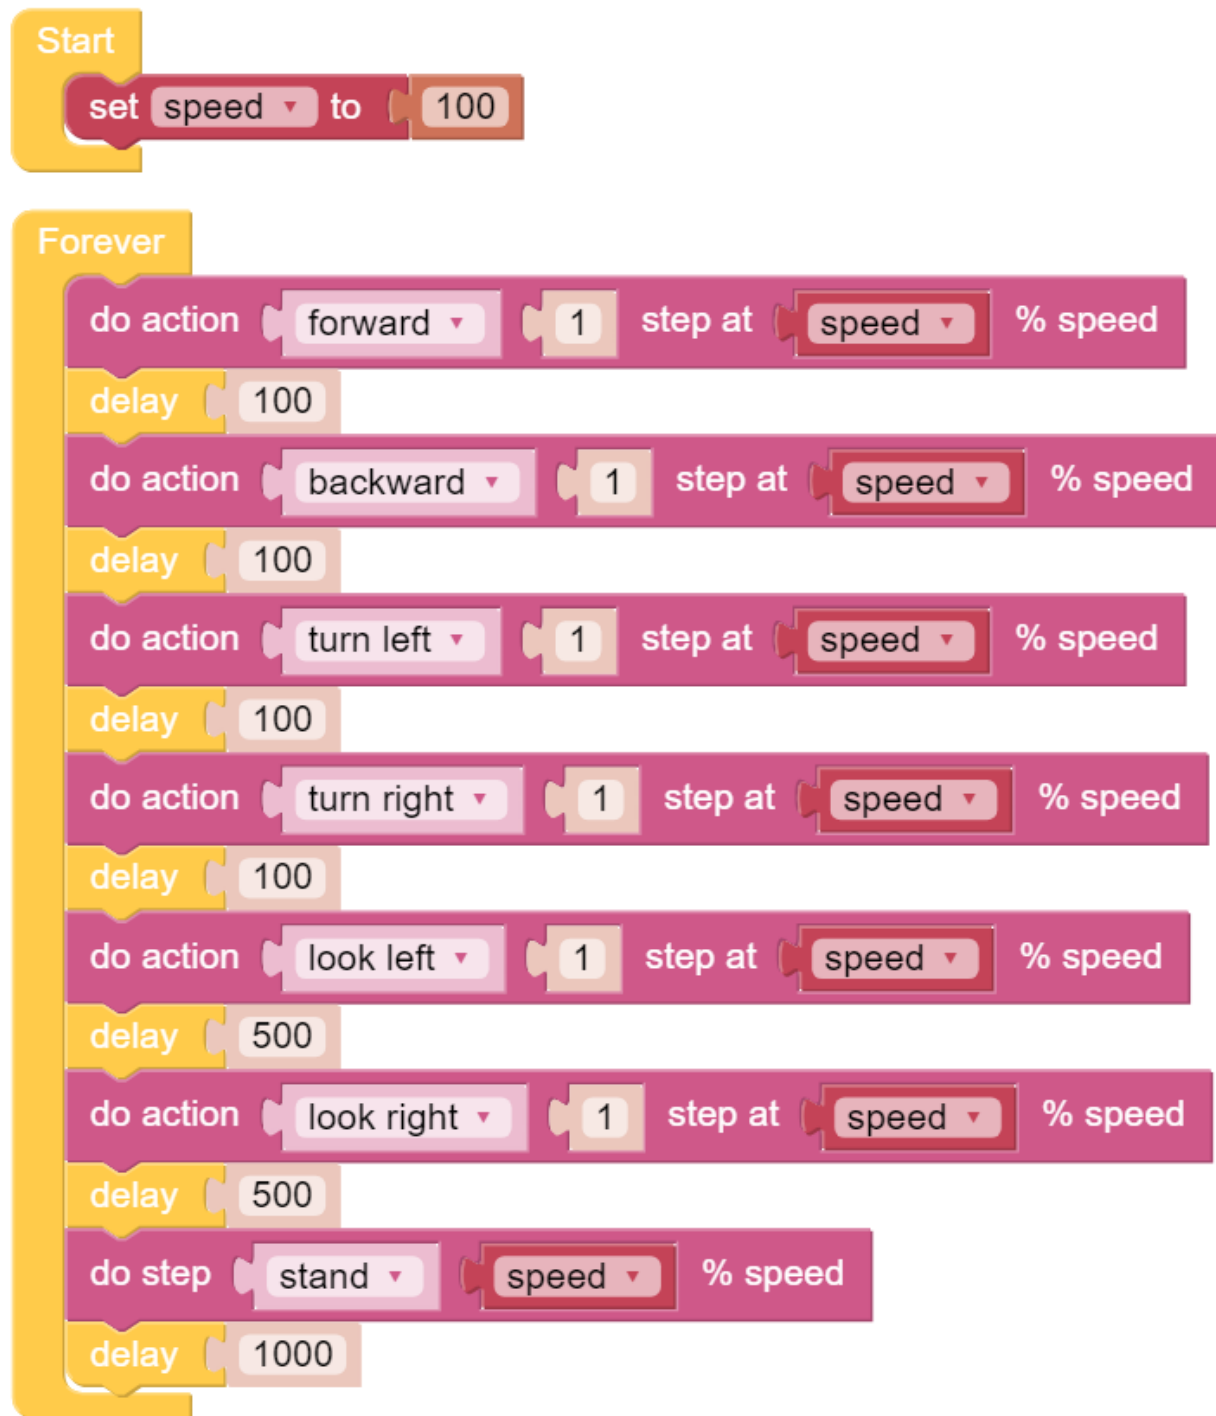 Start
set speed to 100
Forever
do action forward 1 step at speed % speed
delay 100
do action backward 1 step at speed % speed
delay 100
do action turn left 1 step at speed % speed
delay 100
do action turn right 1 step at speed % speed
delay 100
do action look left 1 step at speed % speed
delay 500
do action look right 1 step at speed % speed
delay 500
do step stand speed % speed
delay 1000